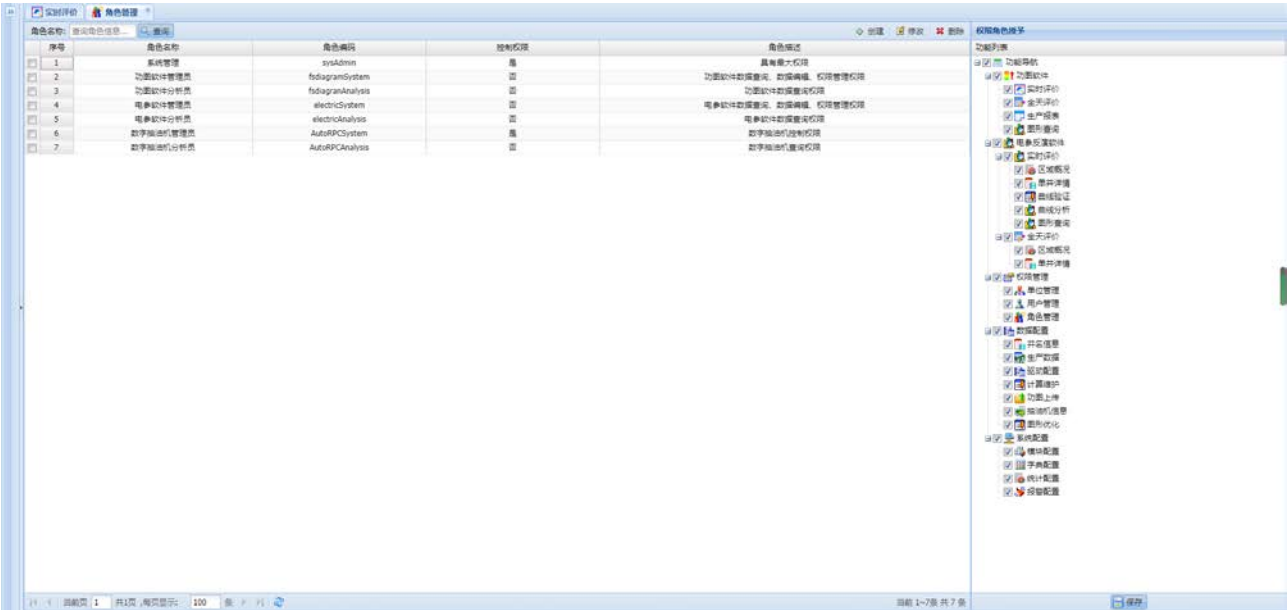 实时评价 角色管理
角色名称: 查询角色信息... 查询 创建 修改 删除 权限角色授予
序号 角色名称 角色编码 控制权限 角色描述 功能列表
1 系统管理 sysAdmin 是 具有最大权限
2 功图软件管理员 fsdiagramSystem 否 功图软件数据查询、数据编辑、权限管理权限
3 功图软件分析员 fsdiagranAnalysis 否 功图软件数据查询权限
4 电参软件管理员 electricSystem 否 电参软件数据查询、数据编辑、权限管理权限
5 电参软件分析员 electricAnalysis 否 电参软件数据查询权限
6 数字抽油机管理员 AutoRPCSystem 是 数字抽油机控制权限
7 数字抽油机分析员 AutoRPCAnalysis 否 数字抽油机查询权限
功能导航
功图软件
实时评价
全天评价
生产报表
图形查询
电参反演软件
实时评价
区域概况
单井详情
曲线验证
曲线分析
图形查询
全天评价
区域概况
单井详情
权限管理
单位管理
用户管理
角色管理
数据配置
井名信息
生产数据
驱动配置
计算维护
功图上传
抽油机信息
图形优化
系统配置
模块配置
字典配置
统计配置
报警配置
当前页 1 共1页 ,每页显示: 100 条 当前 1~7条 共 7 条 保存